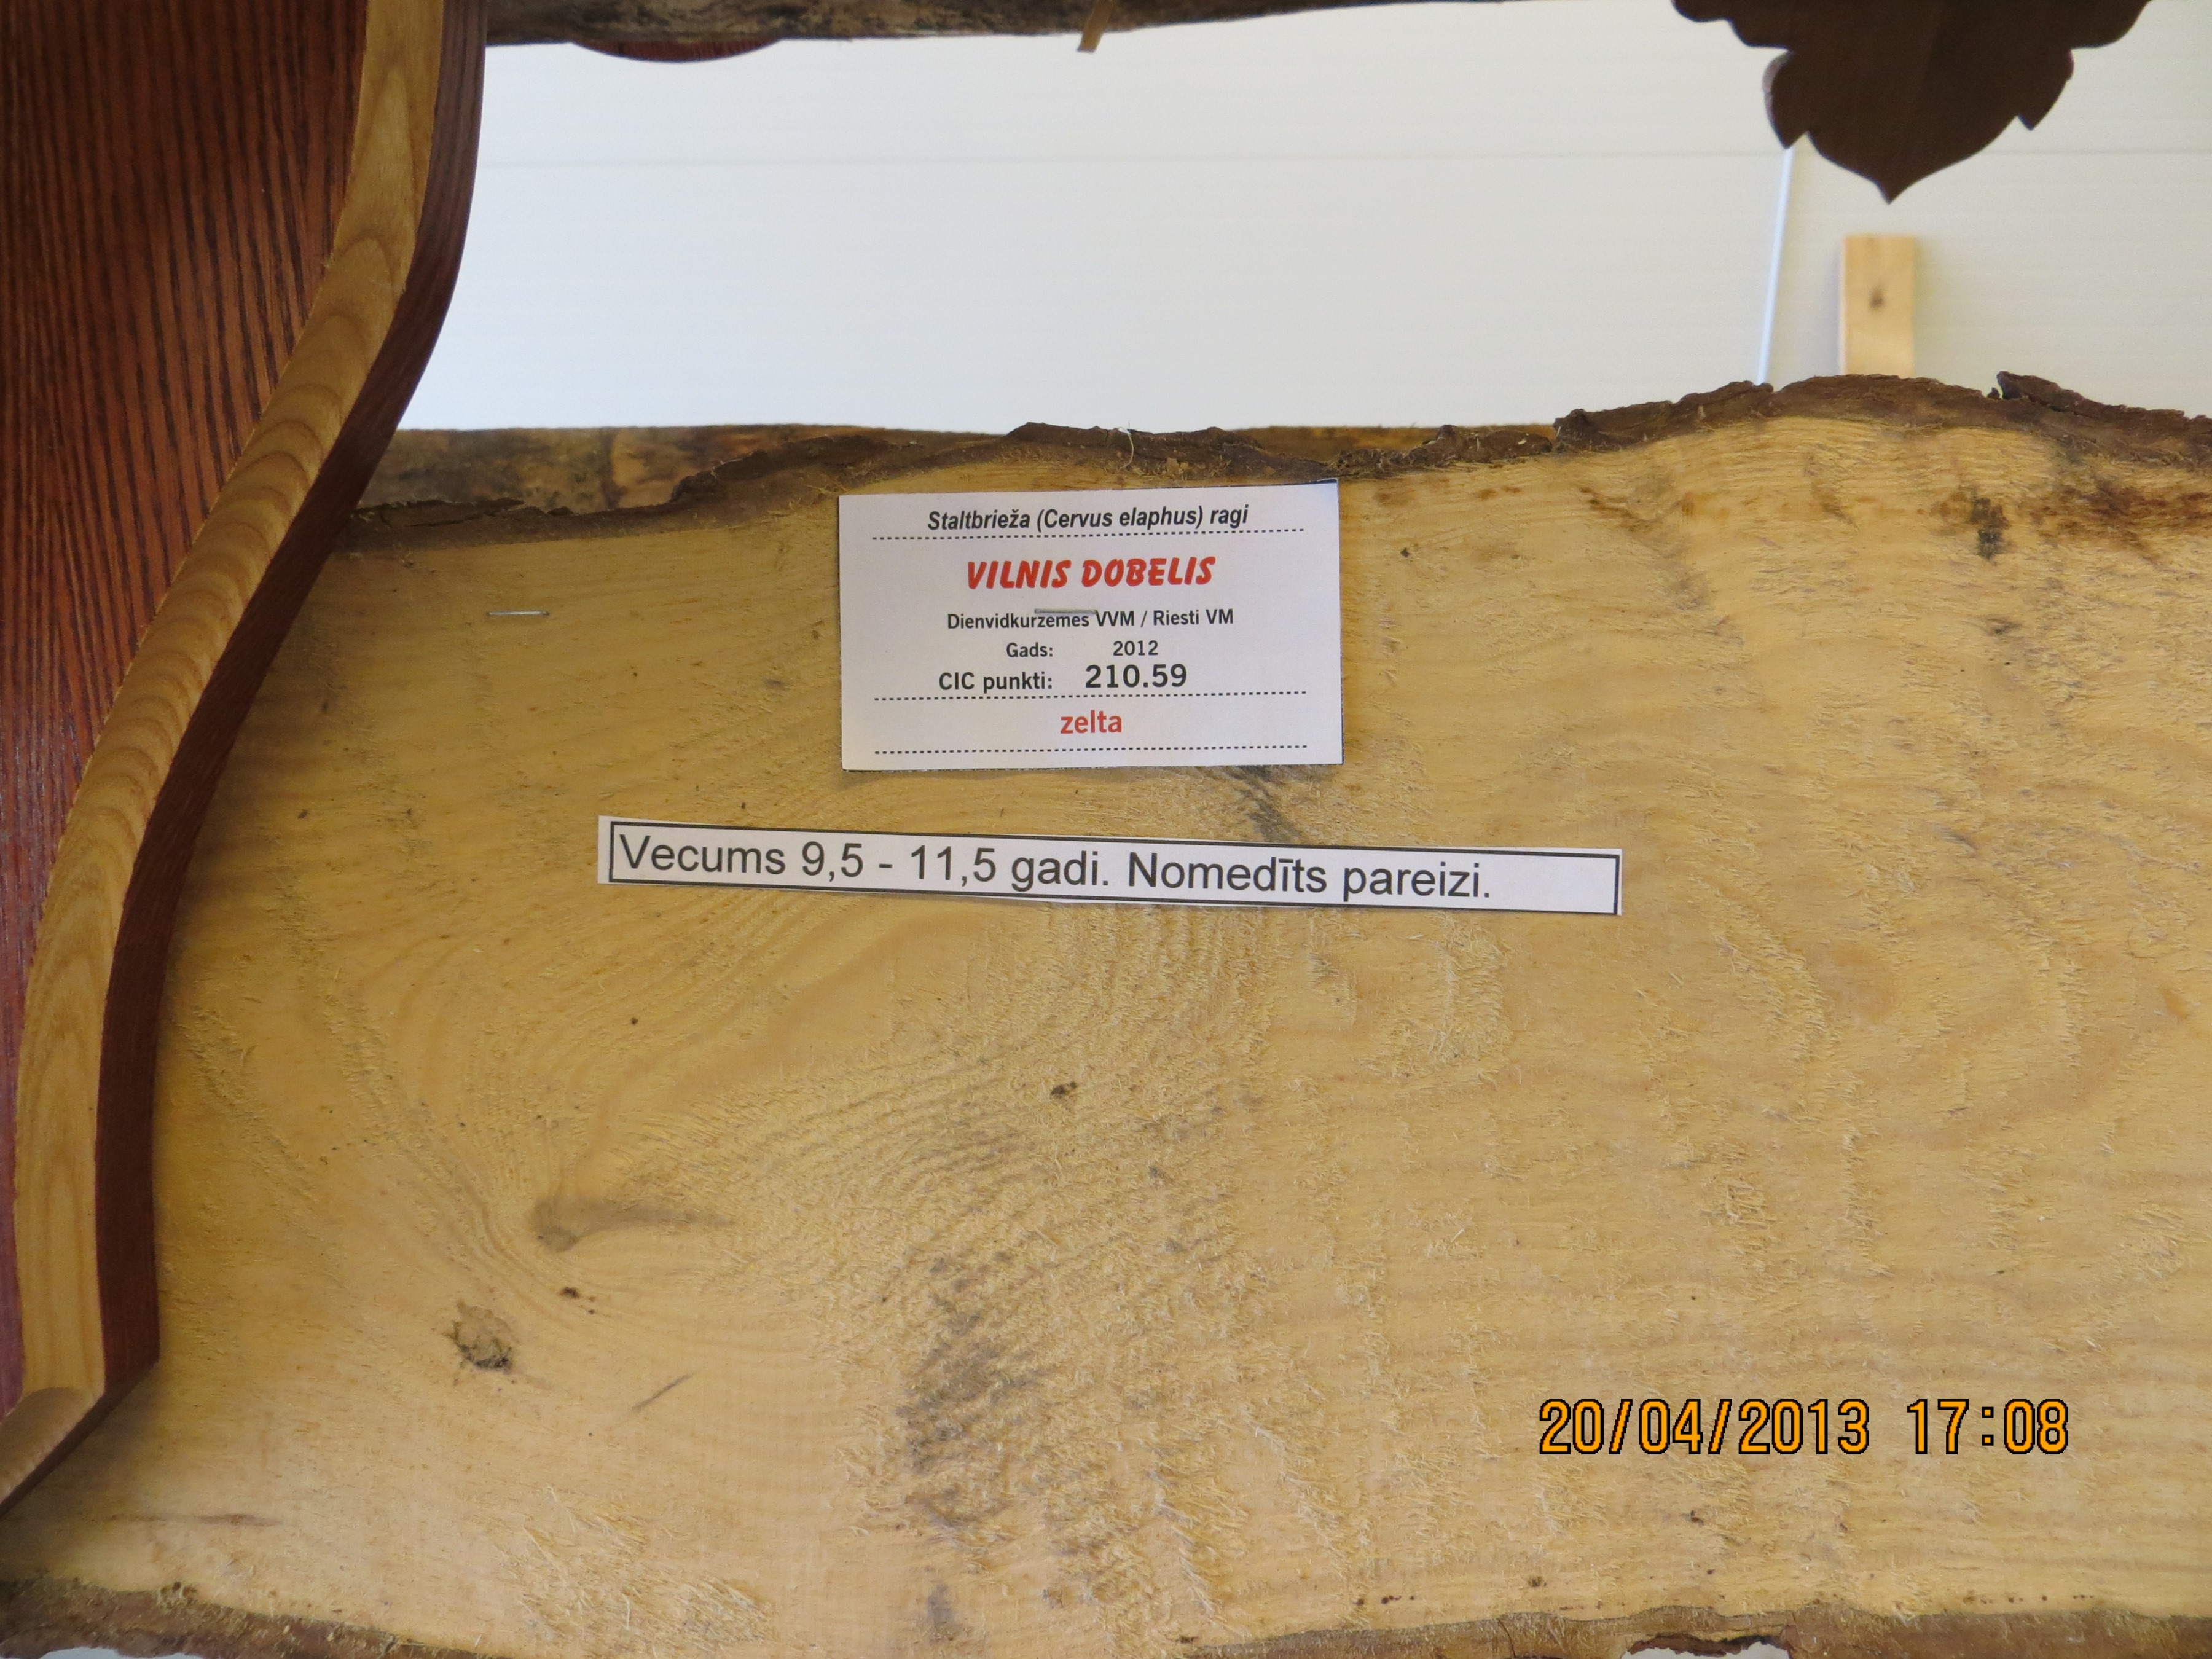 Staltbrieža (Cervus elaphus) ragi
VILNIS DOBELIS
Dienvidkurzemes VVM / Riesti VM
Gads: 2012
CIC punkti: 210.59
zelta
Vecums 9,5 - 11,5 gadi. Nomedīts pareizi.
20/04/2013 17:08